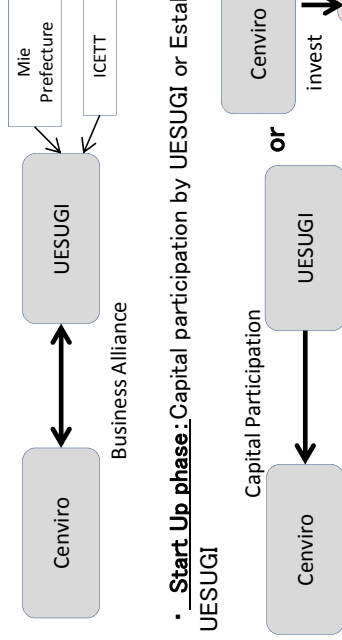 Mie
Prefecture
ICETT
Cenviro
UESUGI
Business Alliance
・ Start Up phase: Capital participation by UESUGI or
UESUGI
Capital Participation
Cenviro
UESUGI
or
Cenviro
invest